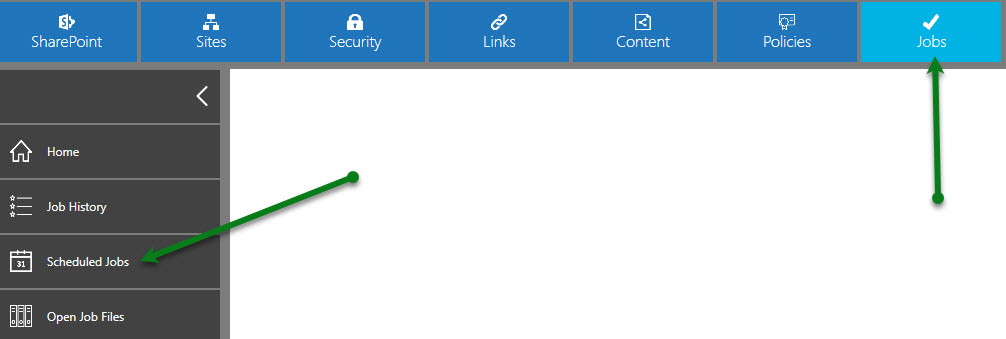 SharePoint
Sites
Security
Links
Content
Policies
Jobs
Home
Job History
31
Scheduled Jobs
Open Job Files